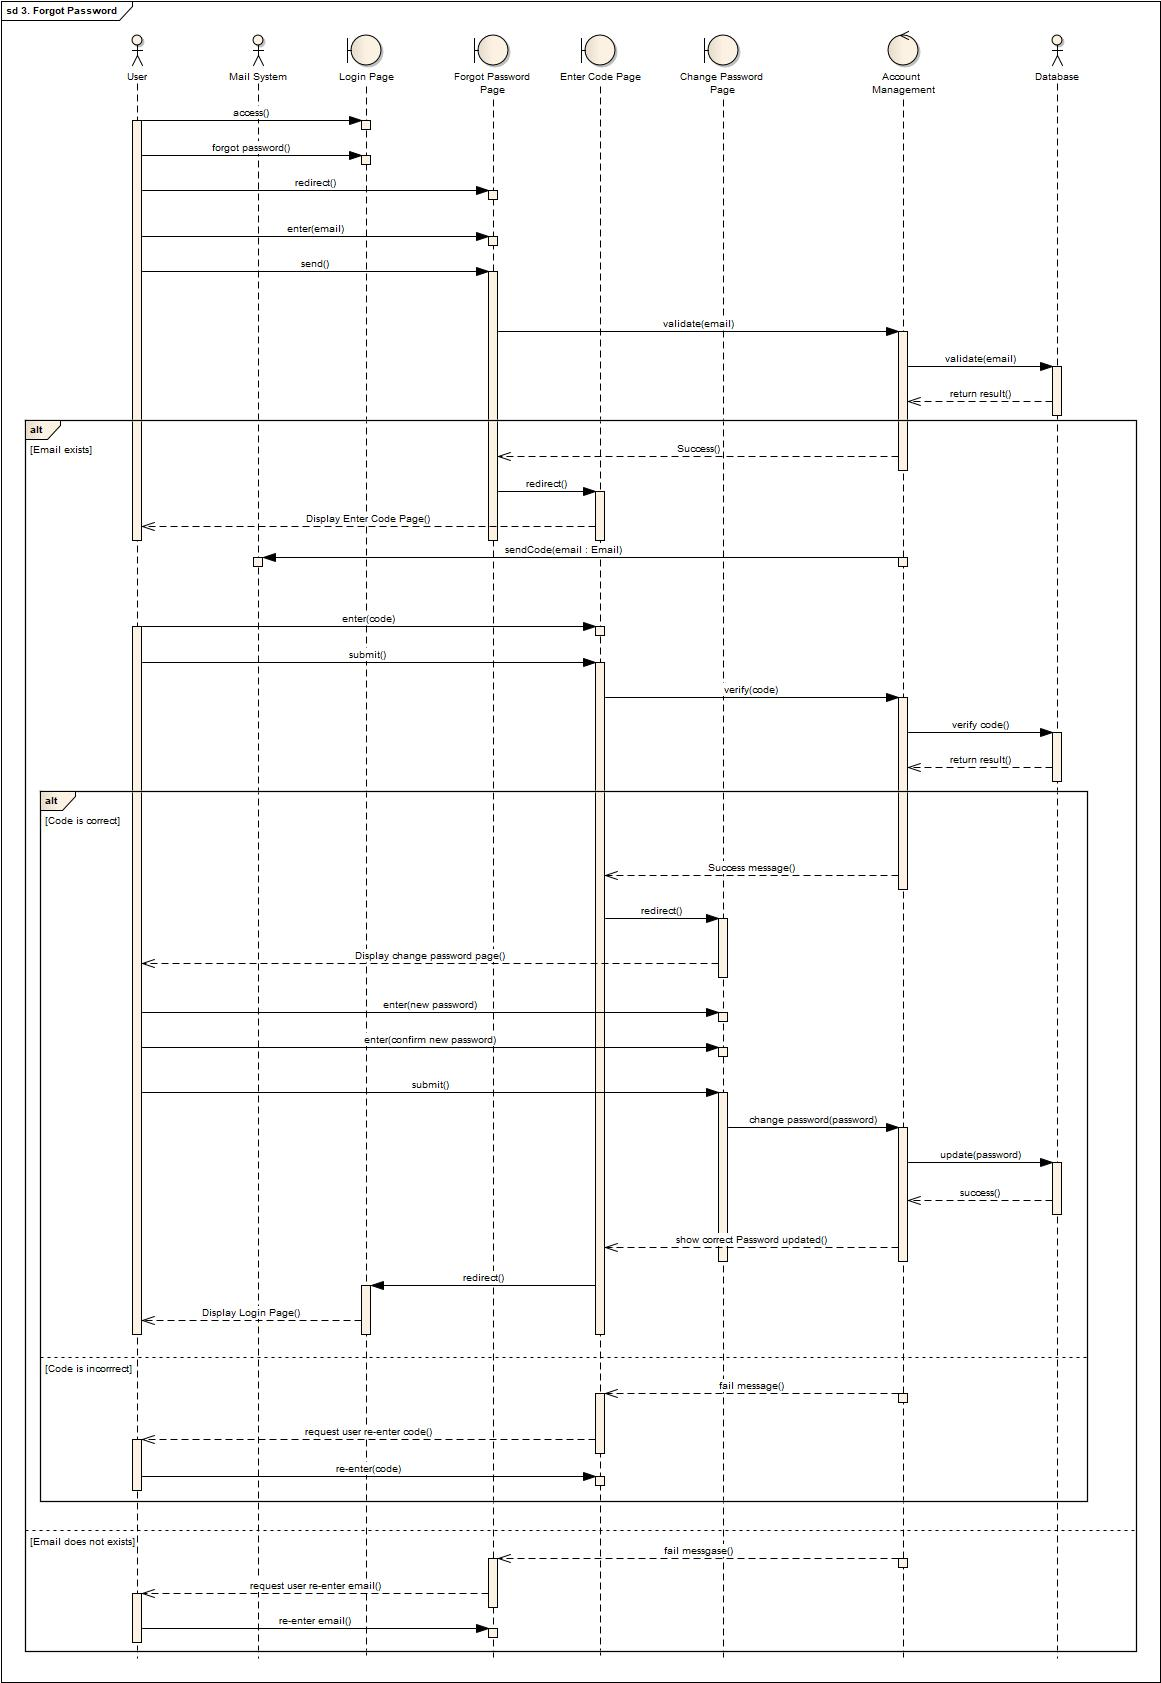 sd 3. Forgot Password
User
Mail System
Login Page
Forgot Password
Page
Enter Code Page
Change Password
Page
Account
Management
Database
access()
forgot password()
redirect()
enter(email)
send()
validate(email)
validate(email)
return result()
alt
[Email exists]
Success()
redirect()
Display Enter Code Page()
sendCode(email : Email)
enter(code)
submit()
verify(code)
verify code()
return result()
alt
[Code is correct]
Success message()
redirect()
Display change password page()
enter(new password)
enter(confirm new password)
submit()
change password(password)
update(password)
success()
show correct Password updated()
redirect()
Display Login Page()
[Code is incorrrect]
fail message()
request user re-enter code()
re-enter(code)
[Email does not exists]
fail messgase()
request user re-enter email()
re-enter email()